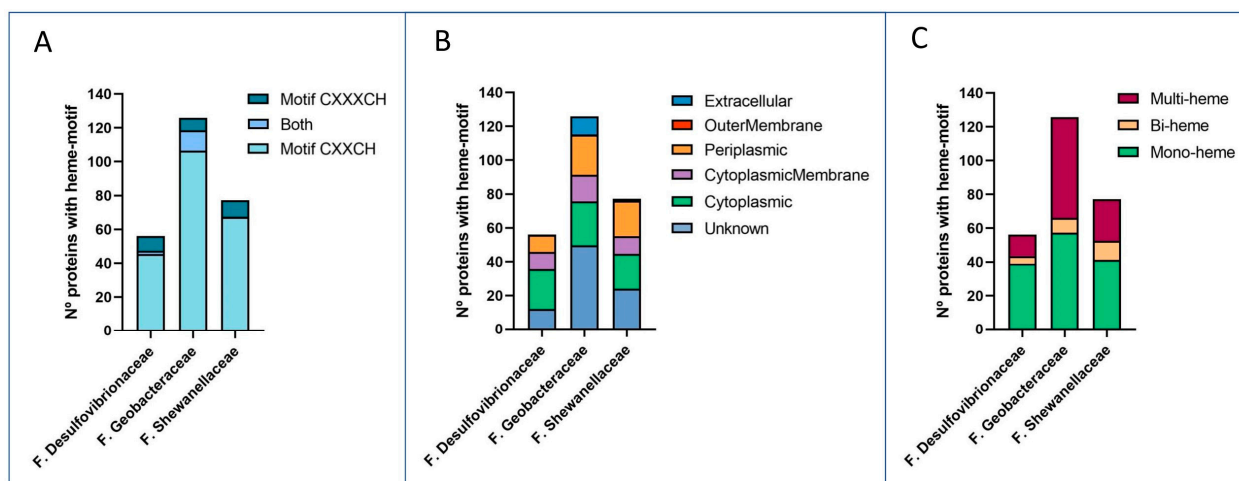 A
Nº proteins with heme-motif
140
120
100
80
60
40
20
0
Motif CXXXCH
Both
Motif CXXCH
F. Desulfovibrionaceae
F. Geobacteraceae
F. Shewanellaceae
B
Nº proteins with heme-motif
140
120
100
80
60
40
20
0
Extracellular
OuterMembrane
Periplasmic
CytoplasmicMembrane
Cytoplasmic
Unknown
F. Desulfovibrionaceae
F. Geobacteraceae
F. Shewanellaceae
C
Nº proteins with heme-motif
140
120
100
80
60
40
20
0
Multi-heme
Bi-heme
Mono-heme
F. Desulfovibrionaceae
F. Geobacteraceae
F. Shewanellaceae